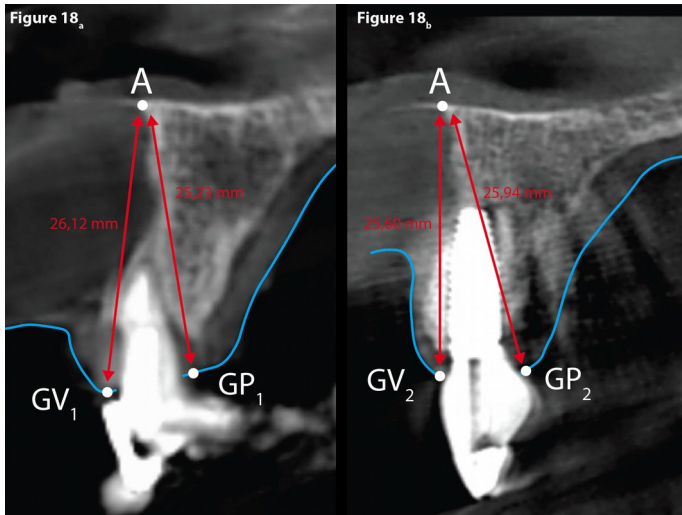 Figure 18a
A
25,23 mm
26,12 mm
GV1
GP1
Figure 18b
A
25,94 mm
25,60 mm
GV2
GP2